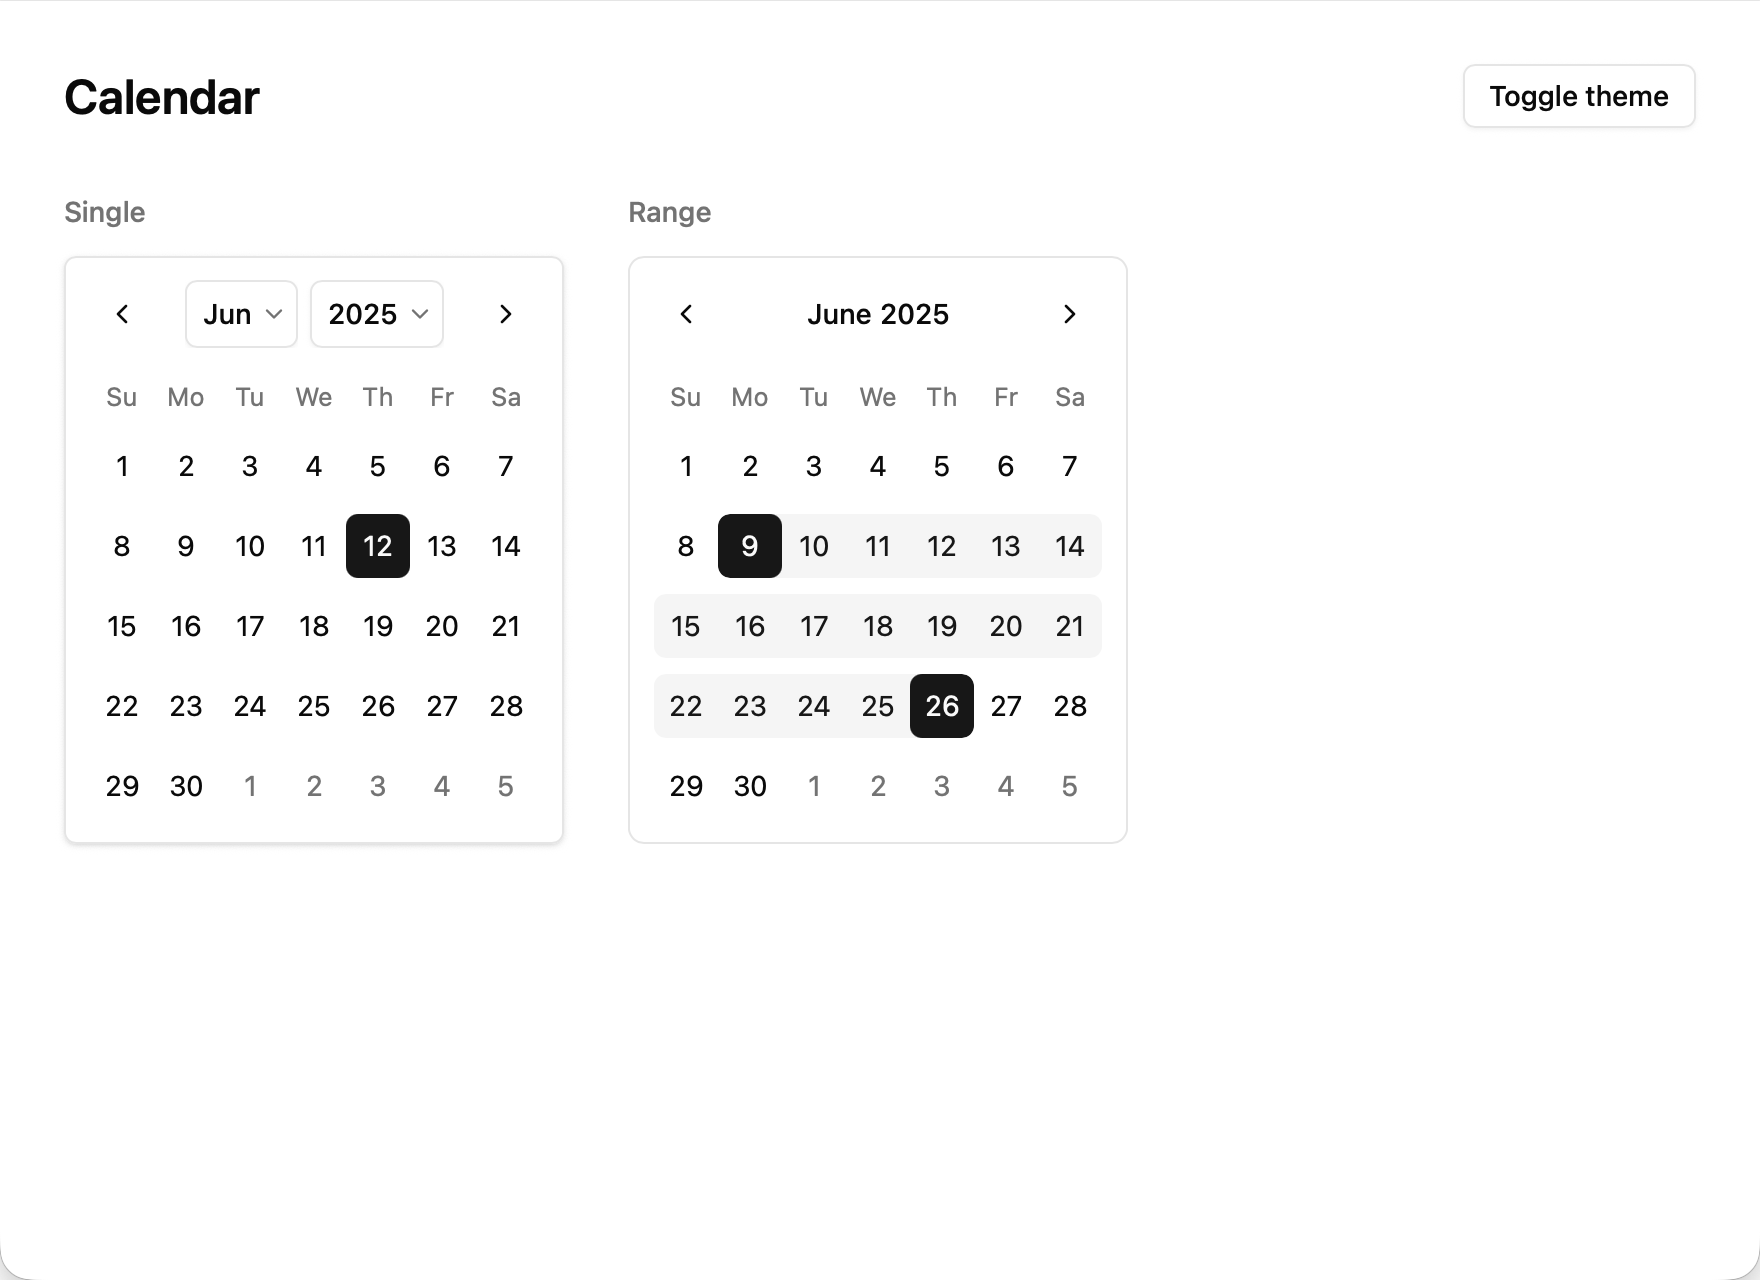 Calendar
Toggle theme
Single
Jun 2025
Su Mo Tu We Th Fr Sa
1 2 3 4 5 6 7
8 9 10 11 12 13 14
15 16 17 18 19 20 21
22 23 24 25 26 27 28
29 30 1 2 3 4 5
Range
June 2025
Su Mo Tu We Th Fr Sa
1 2 3 4 5 6 7
8 9 10 11 12 13 14
15 16 17 18 19 20 21
22 23 24 25 26 27 28
29 30 1 2 3 4 5